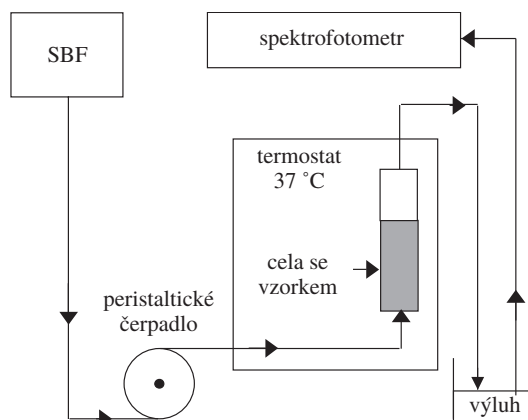 SBF
spektrofotometr
termostat
37 ˚C
cela se
vzorkem
peristaltické
čerpadlo
výluh